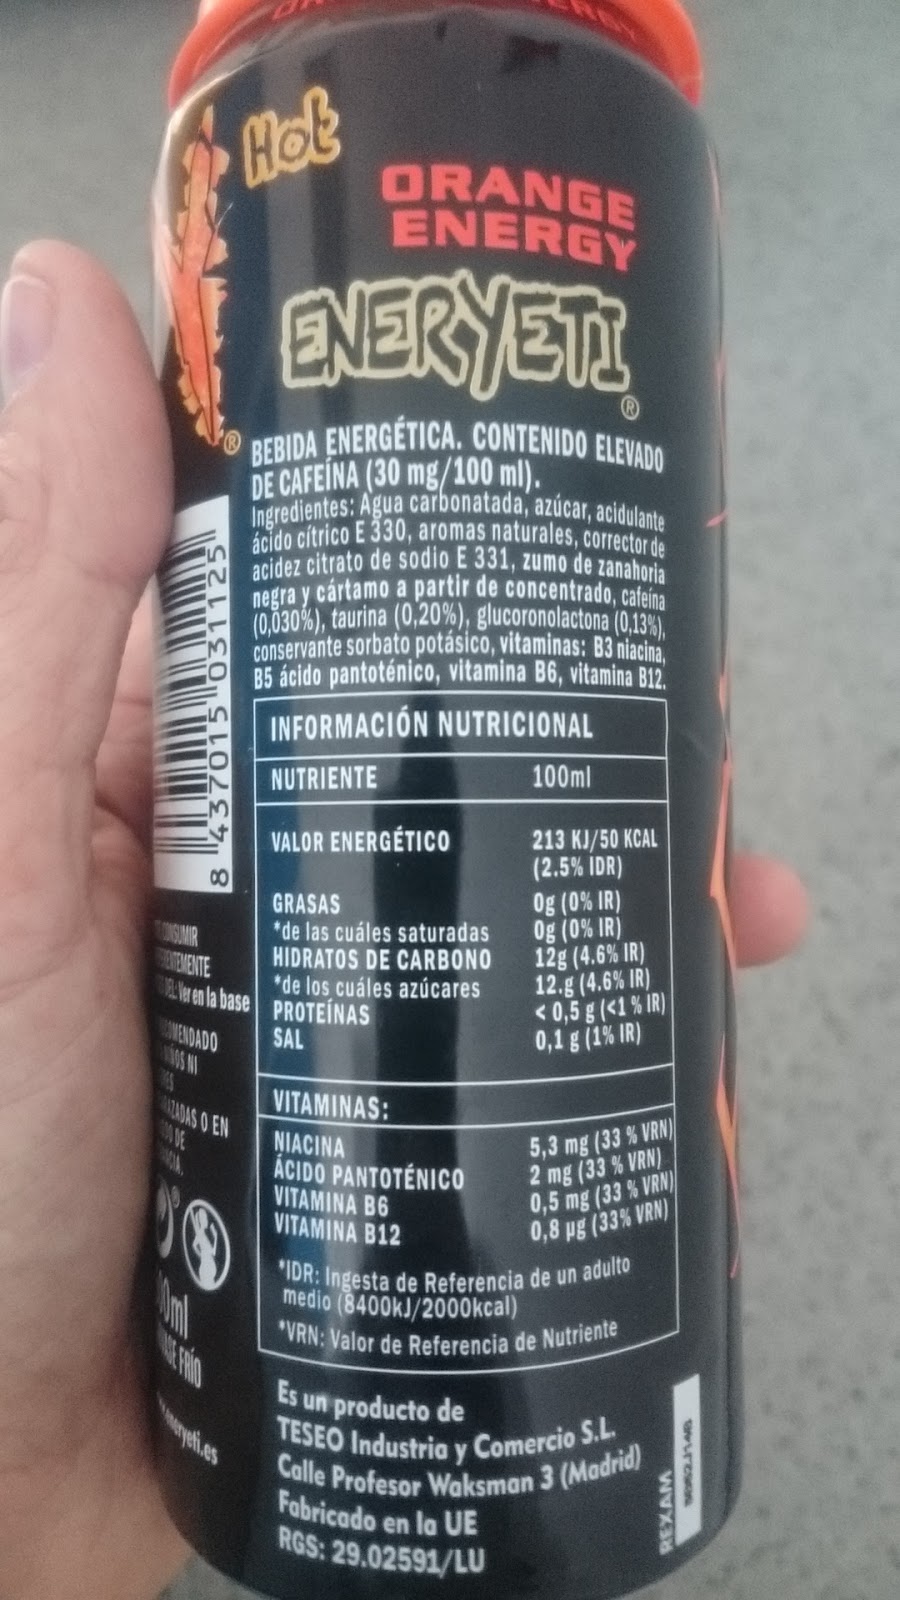 Hot
ORANGE
ENERGY
ENERYETI
®
®
BEBIDA ENERGÉTICA. CONTENIDO ELEVADO
DE CAFEÍNA (30 mg/100 ml).
Ingredientes: Agua carbonatada, azúcar, acidulante
ácido cítrico E 330, aromas naturales, corrector de
acidez citrato de sodio E 331, zumo de zanahoria
negra y cártamo a partir de concentrado, cafeína
(0,030%), taurina (0,20%), glucoronolactona (0,13%),
conservante sorbato potásico, vitaminas: B3 niacina,
B5 ácido pantoténico, vitamina B6, vitamina B12.
INFORMACIÓN NUTRICIONAL
NUTRIENTE 100ml
VALOR ENERGÉTICO 213 KJ/50 KCAL
(2.5% IDR)
GRASAS 0g (0% IR)
*de las cuáles saturadas 0g (0% IR)
HIDRATOS DE CARBONO 12g (4.6% IR)
*de los cuáles azúcares 12.g (4.6% IR)
PROTEÍNAS < 0,5 g (<1 % IR)
SAL 0,1 g (1% IR)
VITAMINAS:
NIACINA 5,3 mg (33 % VRN)
ÁCIDO PANTOTÉNICO 2 mg (33 % VRN)
VITAMINA B6 0,5 mg (33 % VRN)
VITAMINA B12 0,8 µg (33% VRN)
*IDR: Ingesta de Referencia de un adulto
medio (8400kJ/2000kcal)
*VRN: Valor de Referencia de Nutriente
Es un producto de
TESEO Industria y Comercio S.L.
Calle Profesor Waksman 3 (Madrid)
Fabricado en la UE
RGS: 29.02591/LU
8 437015 031125
CONSUMIR
Ver en la base
NI
O EN
DE
FRÍO
REXAM